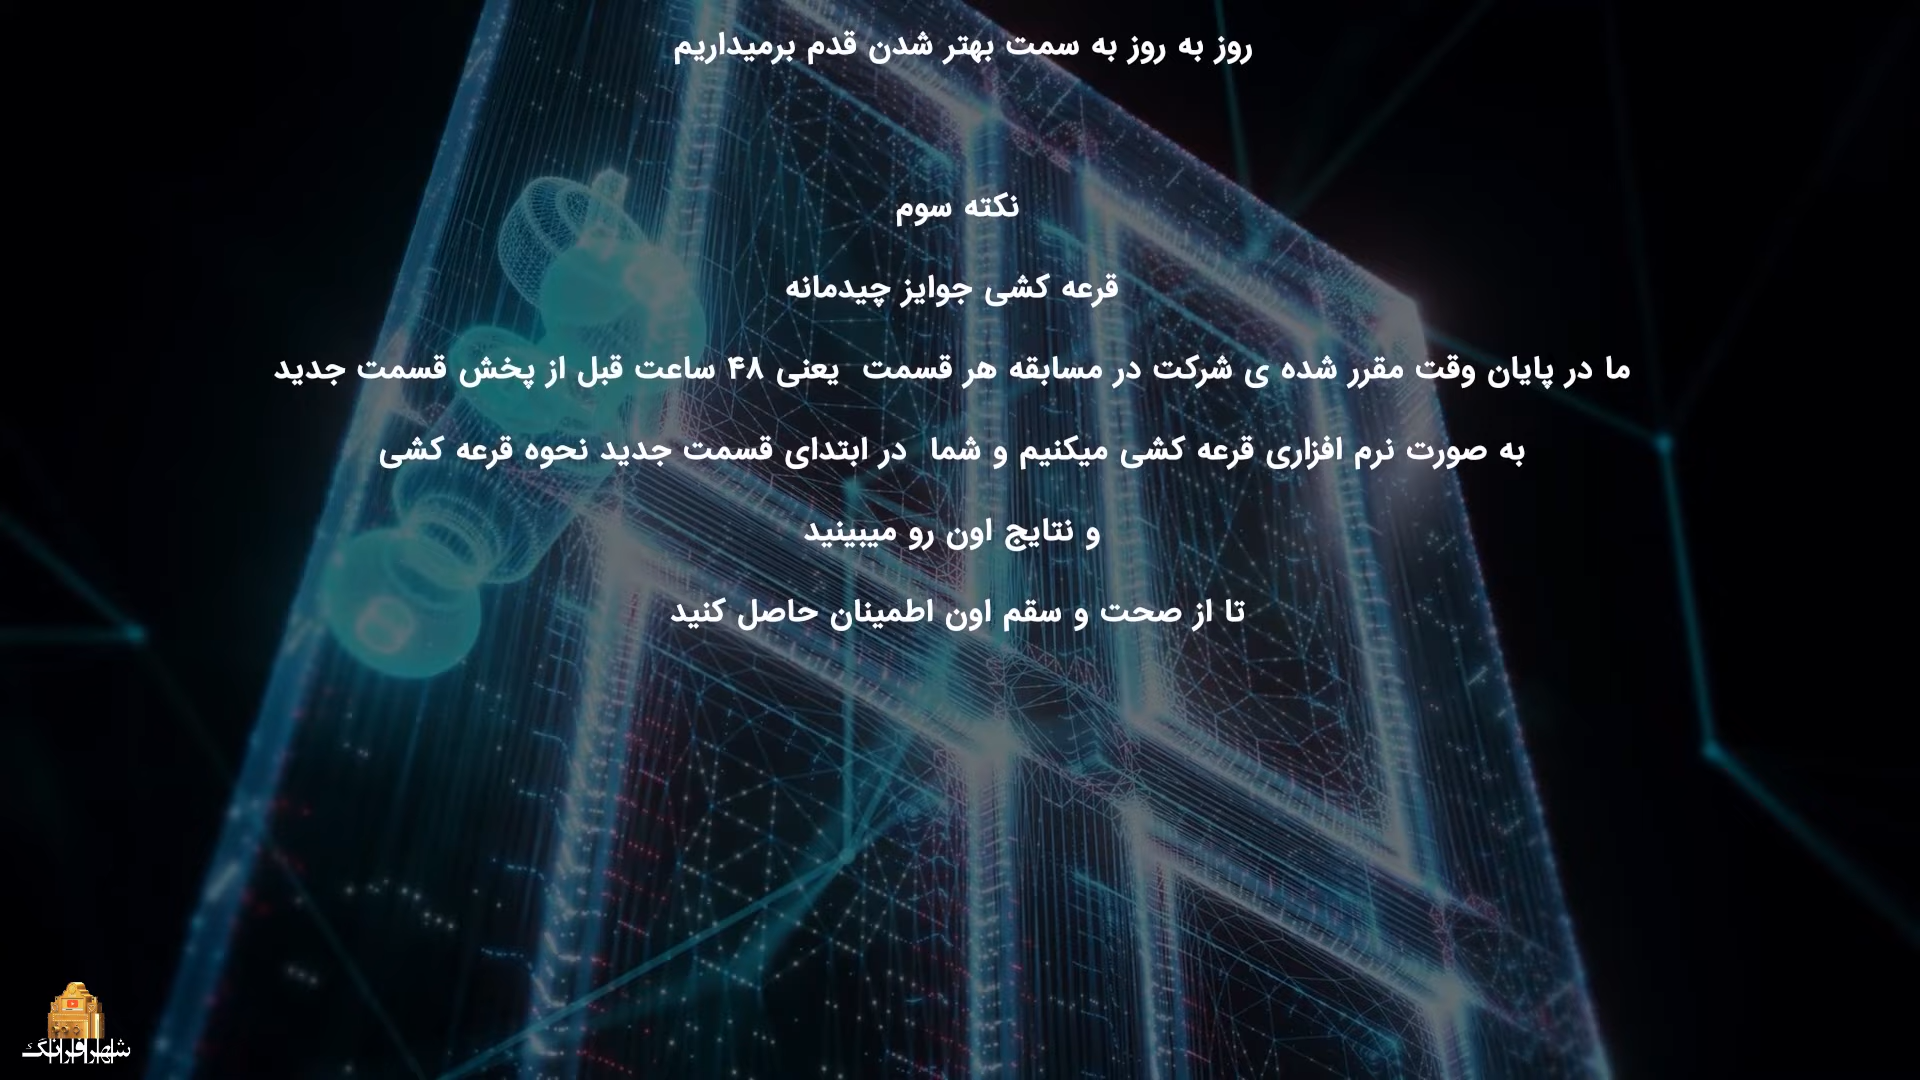 روز به روز به سمت بهتر شدن قدم برمیداریم
نکته سوم
قرعه کشی جوایز چیدمانه
ما در پایان وقت مقرر شده ی شرکت در مسابقه هر قسمت  یعنی ۴۸ ساعت قبل از پخش قسمت جدید
به صورت نرم افزاری قرعه کشی میکنیم و شما  در ابتدای قسمت جدید نحوه قرعه کشی
و نتایج اون رو میبینید
تا از صحت و سقم اون اطمینان حاصل کنید
شهر فرنگ